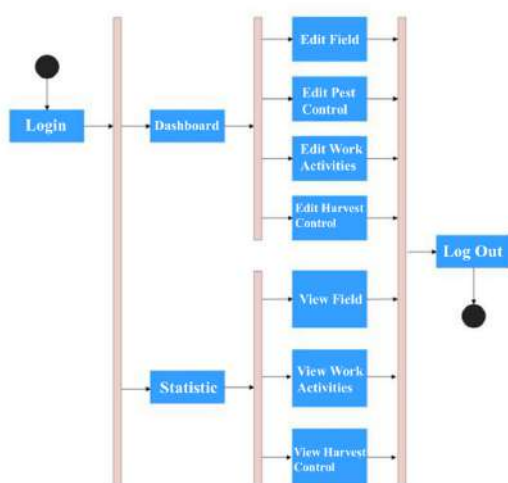 Edit Field
Edit Pest
Control
Login
Dashboard
Edit Work
Activities
Edit Harvest
Control
Log Out
View Field
Statistic
View Work
Activities
View Harvest
Control